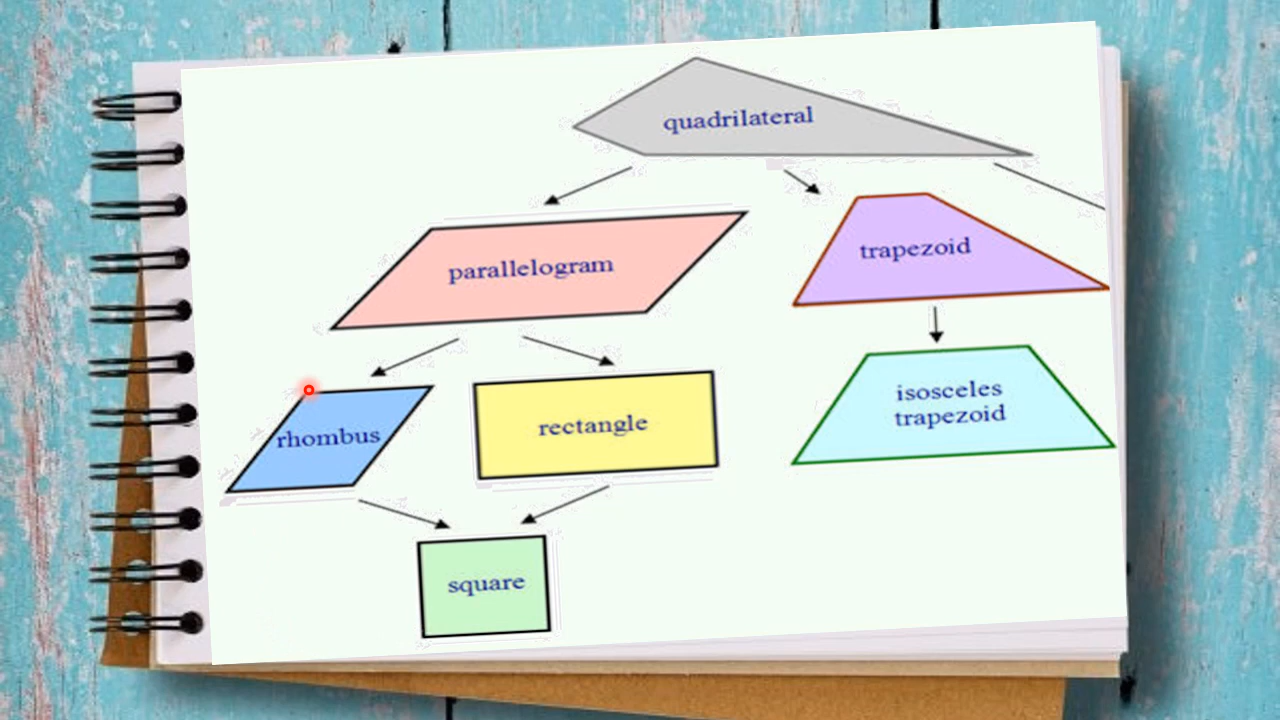 quadrilateral
parallelogram
trapezoid
rhombus
rectangle
isosceles
trapezoid
square